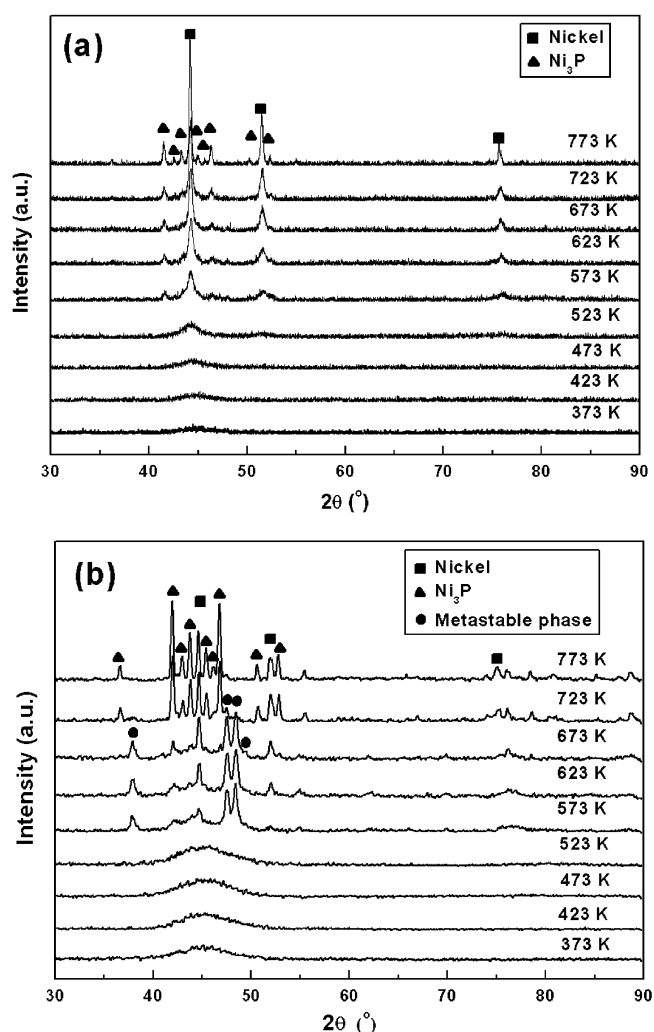 (a)
Nickel
Ni₃P
773 K
723 K
673 K
623 K
573 K
523 K
473 K
423 K
373 K
Intensity (a.u.)
30 40 50 60 70 80 90
2θ (°)
(b)
Nickel
Ni₃P
Metastable phase
773 K
723 K
673 K
623 K
573 K
523 K
473 K
423 K
373 K
Intensity (a.u.)
30 40 50 60 70 80 90
2θ (°)